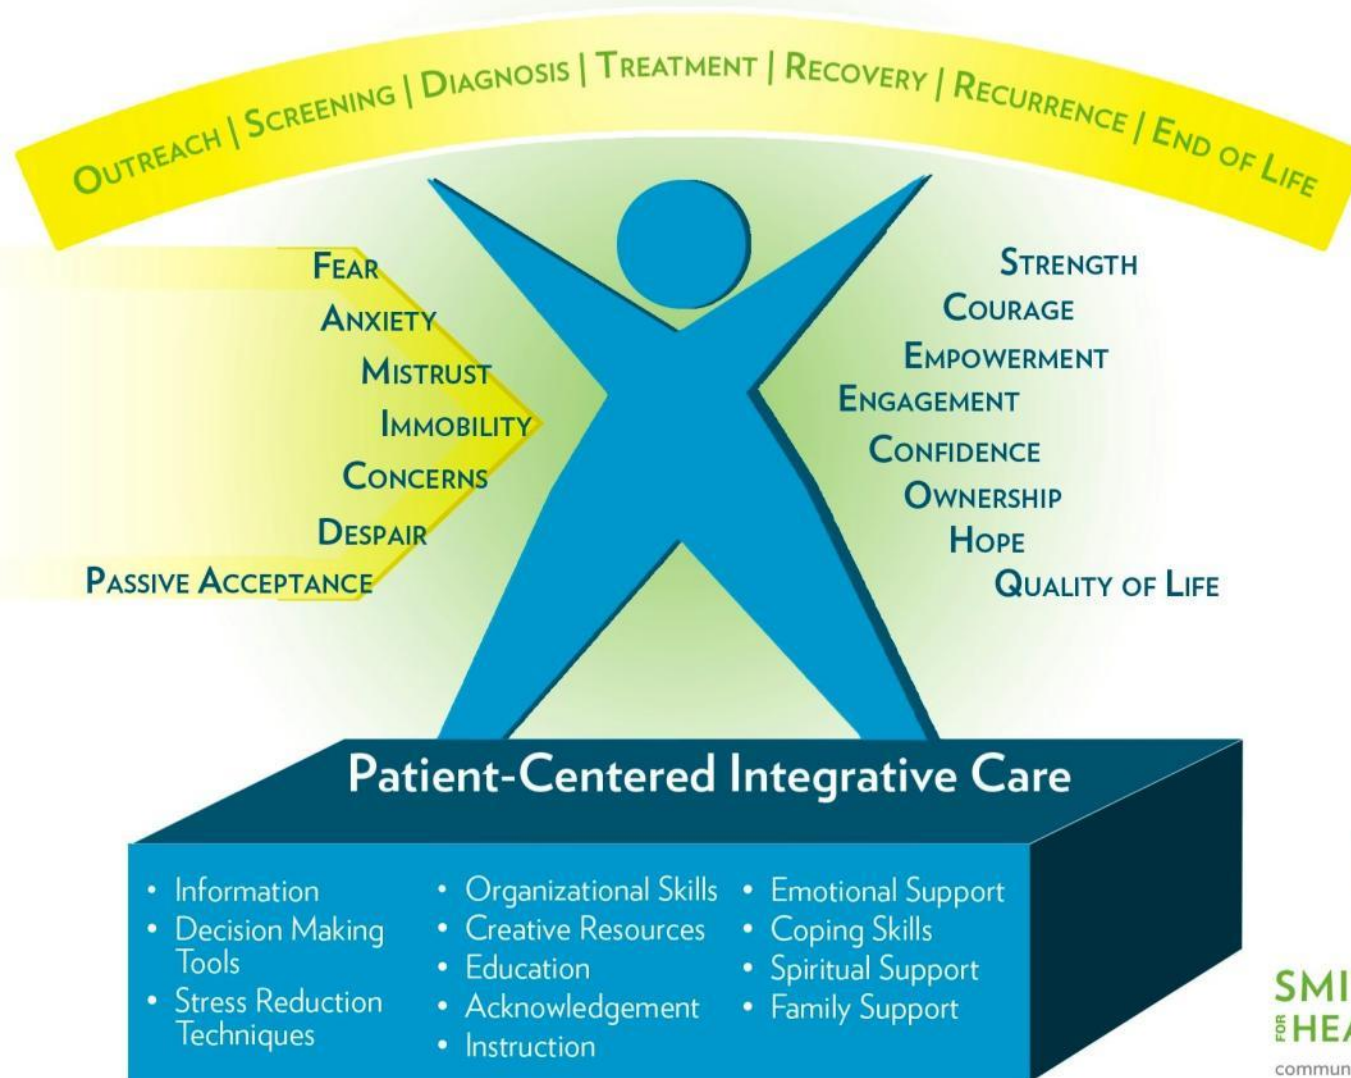 OUTREACH | SCREENING | DIAGNOSIS | TREATMENT | RECOVERY | RECURRENCE | END OF LIFE
FEAR
ANXIETY
MISTRUST
IMMOBILITY
CONCERNS
DESPAIR
PASSIVE ACCEPTANCE
STRENGTH
COURAGE
EMPOWERMENT
ENGAGEMENT
CONFIDENCE
OWNERSHIP
HOPE
QUALITY OF LIFE
Patient-Centered Integrative Care
• Information
• Decision Making
Tools
• Stress Reduction
Techniques
• Organizational Skills
• Creative Resources
• Education
• Acknowledgement
• Instruction
• Emotional Support
• Coping Skills
• Spiritual Support
• Family Support
FOR